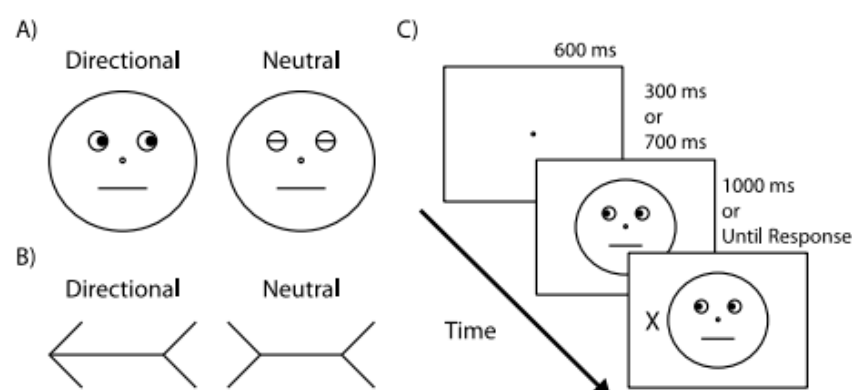 A)
Directional Neutral
B)
Directional Neutral
C)
600 ms
300 ms
or
700 ms
1000 ms
or
Until Response
X
Time